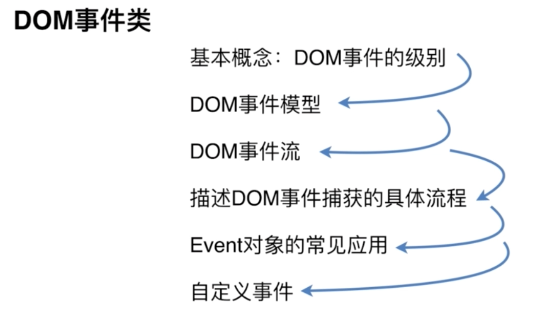 DOM事件类
基本概念：DOM事件的级别
DOM事件模型
DOM事件流
描述DOM事件捕获的具体流程
Event对象的常见应用
自定义事件